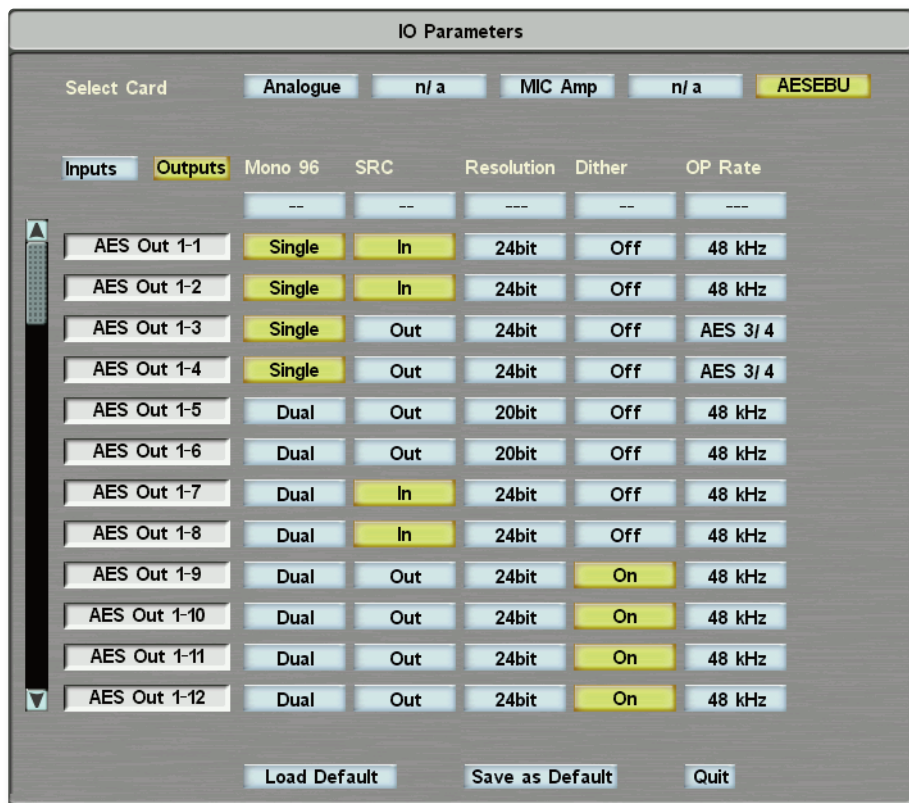 IO Parameters
Select Card Analogue n/a MIC Amp n/a AESEBU
Inputs Outputs Mono 96 SRC Resolution Dither OP Rate
-- -- --- -- ---
AES Out 1-1 Single In 24bit Off 48 kHz
AES Out 1-2 Single In 24bit Off 48 kHz
AES Out 1-3 Single Out 24bit Off AES 3/4
AES Out 1-4 Single Out 24bit Off AES 3/4
AES Out 1-5 Dual Out 20bit Off 48 kHz
AES Out 1-6 Dual Out 20bit Off 48 kHz
AES Out 1-7 Dual In 24bit Off 48 kHz
AES Out 1-8 Dual In 24bit Off 48 kHz
AES Out 1-9 Dual Out 24bit On 48 kHz
AES Out 1-10 Dual Out 24bit On 48 kHz
AES Out 1-11 Dual Out 24bit On 48 kHz
AES Out 1-12 Dual Out 24bit On 48 kHz
Load Default Save as Default Quit